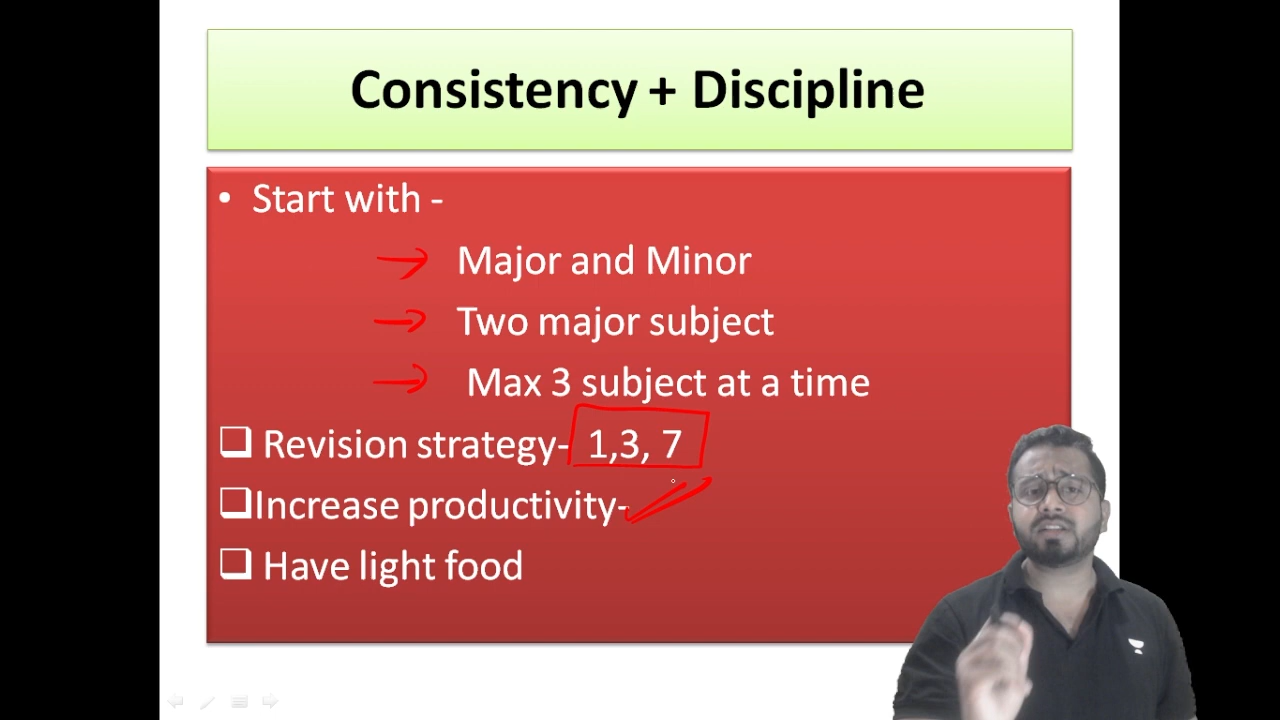 Consistency + Discipline
• Start with -
Major and Minor
Two major subject
Max 3 subject at a time
❑ Revision strategy- 1,3, 7
❑Increase productivity-
❑ Have light food